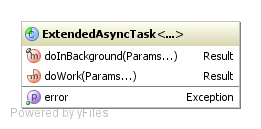 ExtendedAsyncTask<...>
m doInBackground(Params...) Result
m doWork(Params...) Result
p error Exception
Powered by yFiles